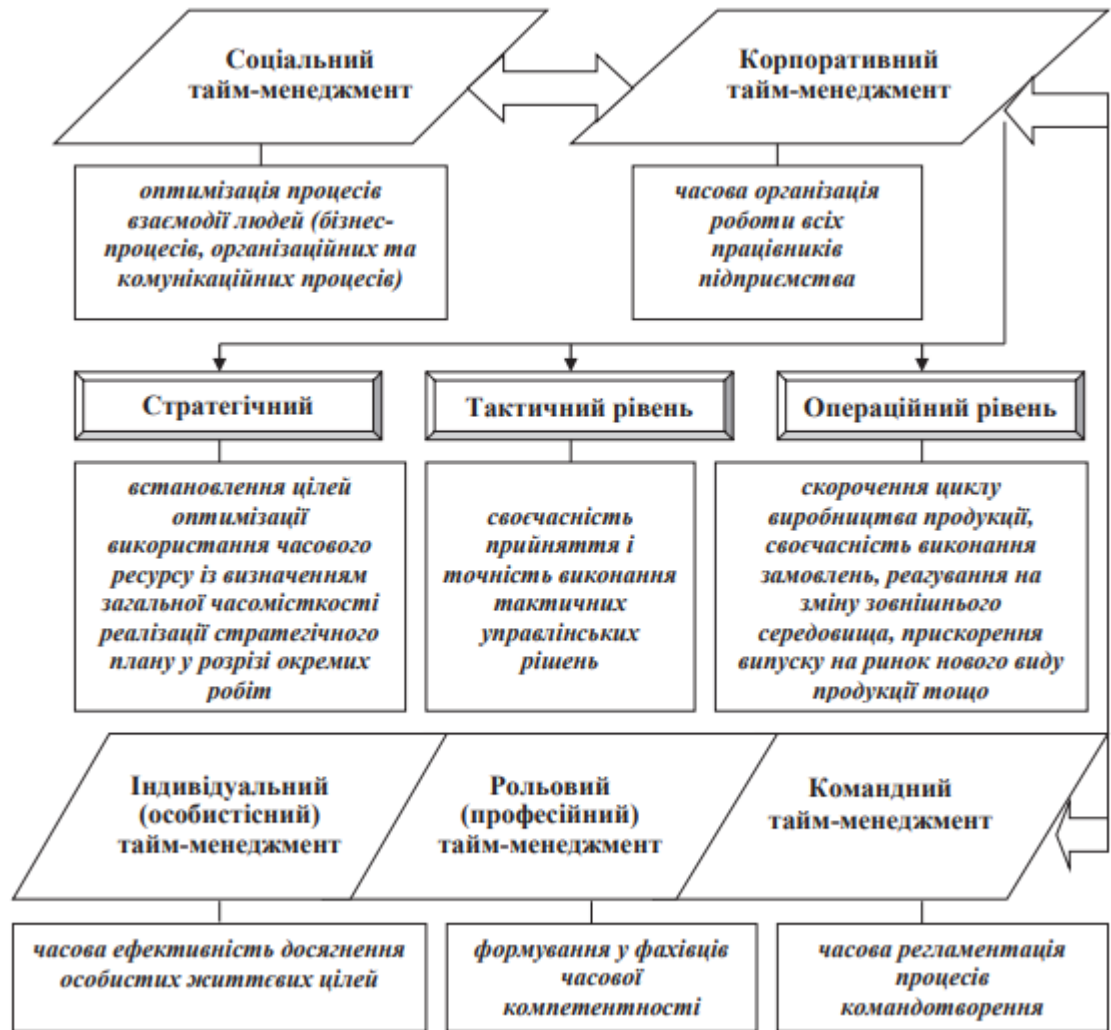 Соціальний
тайм-менеджмент
Корпоративний
тайм-менеджмент
оптимізація процесів
взаємодії людей (бізнес-
процесів, організаційних та
комунікаційних процесів)
часова організація
роботи всіх
працівників
підприємства
Стратегічний
Тактичний рівень
Операційний рівень
встановлення цілей
оптимізації
використання часового
ресурсу із визначенням
загальної часомісткості
реалізації стратегічного
плану у розрізі окремих
робіт
своєчасність
прийняття і
точність виконання
тактичних
управлінських
рішень
скорочення циклу
виробництва продукції,
своєчасність виконання
замовлень, реагування на
зміну зовнішнього
середовища, прискорення
випуску на ринок нового виду
продукції тощо
Індивідуальний
(особистісний)
тайм-менеджмент
Рольовий
(професійний)
тайм-менеджмент
Командний
тайм-менеджмент
часова ефективність досягнення
особистих життєвих цілей
формування у фахівців
часової
компетентності
часова регламентація
процесів
командотворення